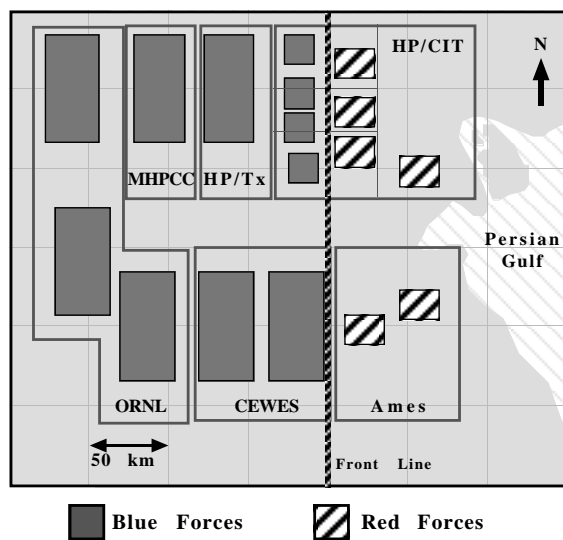 HP/CIT
N
MHPCC
HP/Tx
Persian
Gulf
ORNL
CEWES
Ames
50 km
Front Line
Blue Forces
Red Forces